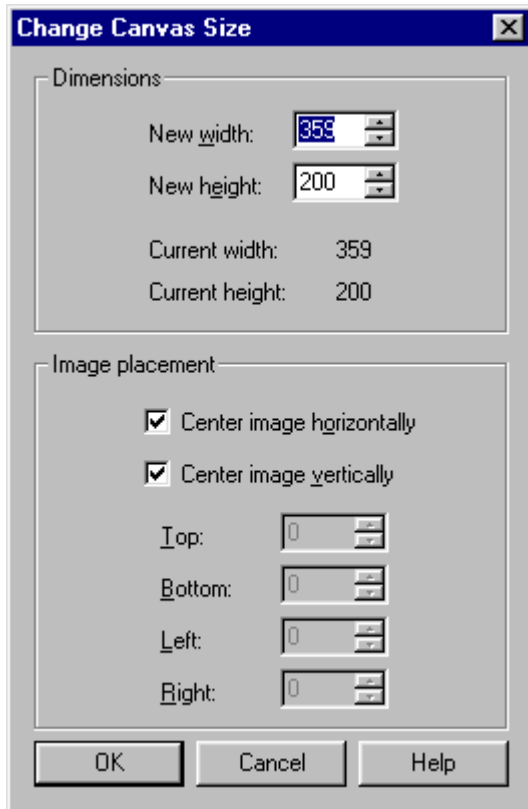 Change Canvas Size
Dimensions
New width: 359
New height: 200
Current width: 359
Current height: 200
Image placement
Center image horizontally
Center image vertically
Top: 0
Bottom: 0
Left: 0
Right: 0
OK Cancel Help